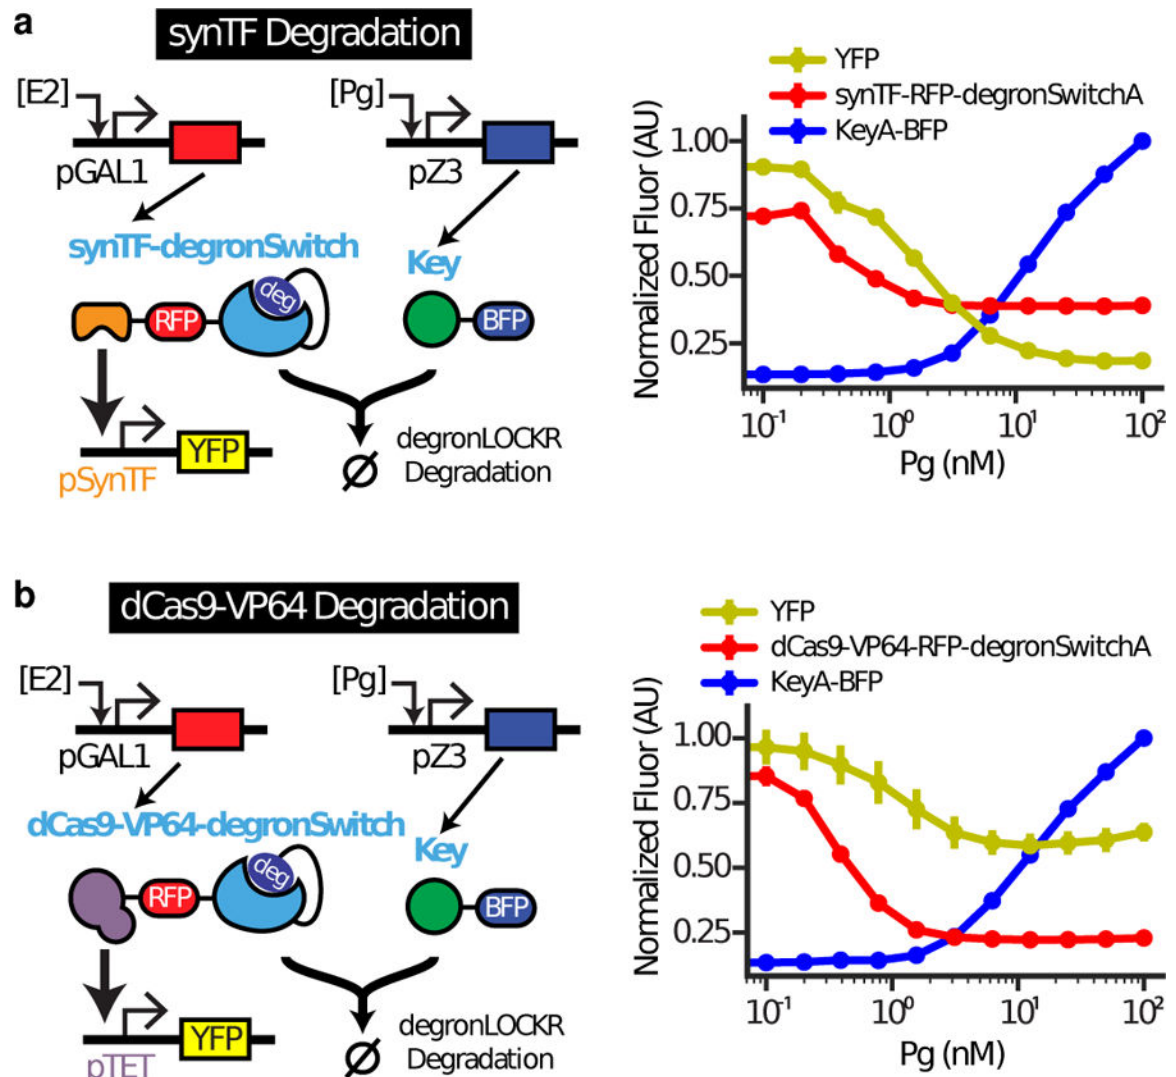 a
synTF Degradation
[E2]
[Pg]
pGAL1
pZ3
synTF-degronSwitch
Key
deg
RFP
BFP
YFP
pSynTF
degronLOCKR
Degradation
YFP
synTF-RFP-degronSwitchA
KeyA-BFP
Normalized Fluor (AU)
1.00
0.75
0.50
0.25
10⁻¹
10⁰
10¹
10²
Pg (nM)
b
dCas9-VP64 Degradation
[E2]
[Pg]
pGAL1
pZ3
dCas9-VP64-degronSwitch
Key
deg
RFP
BFP
YFP
pTET
degronLOCKR
Degradation
YFP
dCas9-VP64-RFP-degronSwitchA
KeyA-BFP
Normalized Fluor (AU)
1.00
0.75
0.50
0.25
10⁻¹
10⁰
10¹
10²
Pg (nM)